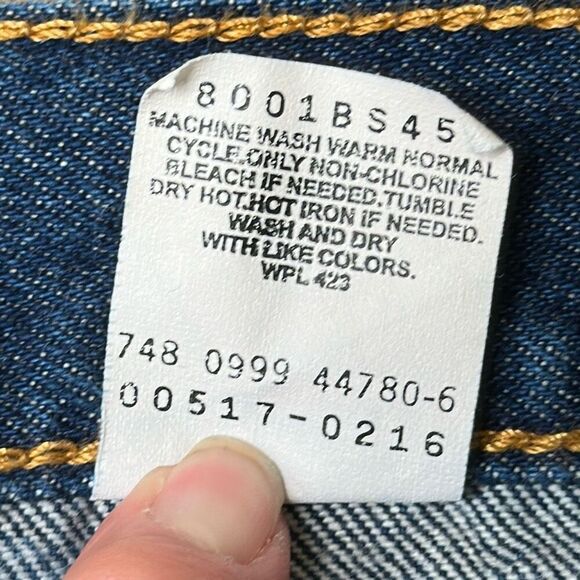 8001BS45
MACHINE WASH WARM NORMAL
CYCLE.ONLY NON-CHLORINE
BLEACH IF NEEDED.TUMBLE
DRY HOT.HOT IRON IF NEEDED.
WASH AND DRY
WITH LIKE COLORS.
WPL 423
748 0999 44780-6
00517-0216